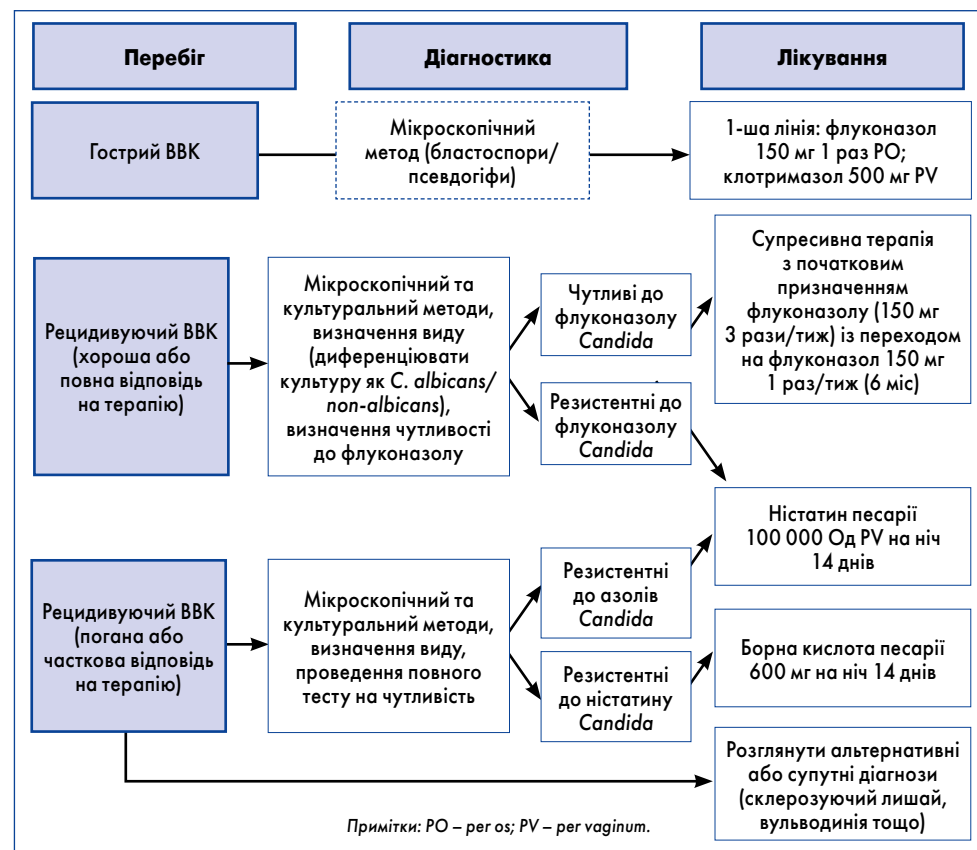 Перебіг
Діагностика
Лікування
Гострий ВВК
Мікроскопічний
метод (бластоспори/
псевдогіфи)
1-ша лінія: флуконазол
150 мг 1 раз PO;
клотримазол 500 мг PV
Рецидивуючий ВВК
(хороша або
повна відповідь
на терапію)
Мікроскопічний та
культуральний методи,
визначення виду
(диференціювати
культуру як C. albicans/
non-albicans),
визначення чутливості
до флуконазолу
Чутливі до
флуконазолу
Candida
Супресивна терапія
з початковим
призначенням
флуконазолу (150 мг
3 рази/тиж) із переходом
на флуконазол 150 мг
1 раз/тиж (6 міс)
Резистентні до
флуконазолу
Candida
Ністатин песарії
100 000 Од PV на ніч
14 днів
Рецидивуючий ВВК
(погана або
часткова відповідь
на терапію)
Мікроскопічний та
культуральний методи,
визначення виду,
проведення повного
тесту на чутливість
Резистентні
до азолів
Candida
Резистентні
до ністатину
Candida
Борна кислота песарії
600 мг на ніч 14 днів
Розглянути альтернативні
або супутні діагнози
(склерозуючий лишай,
вульводинія тощо)
Примітки: PO – per os; PV – per vaginum.